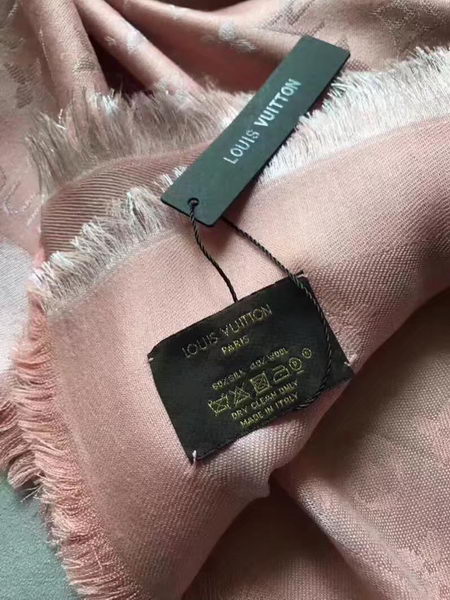 LOUIS VUITTON
LOUIS VUITTON
PARIS
60% SILK 40% WOOL
DRY CLEAN ONLY
MADE IN ITALY